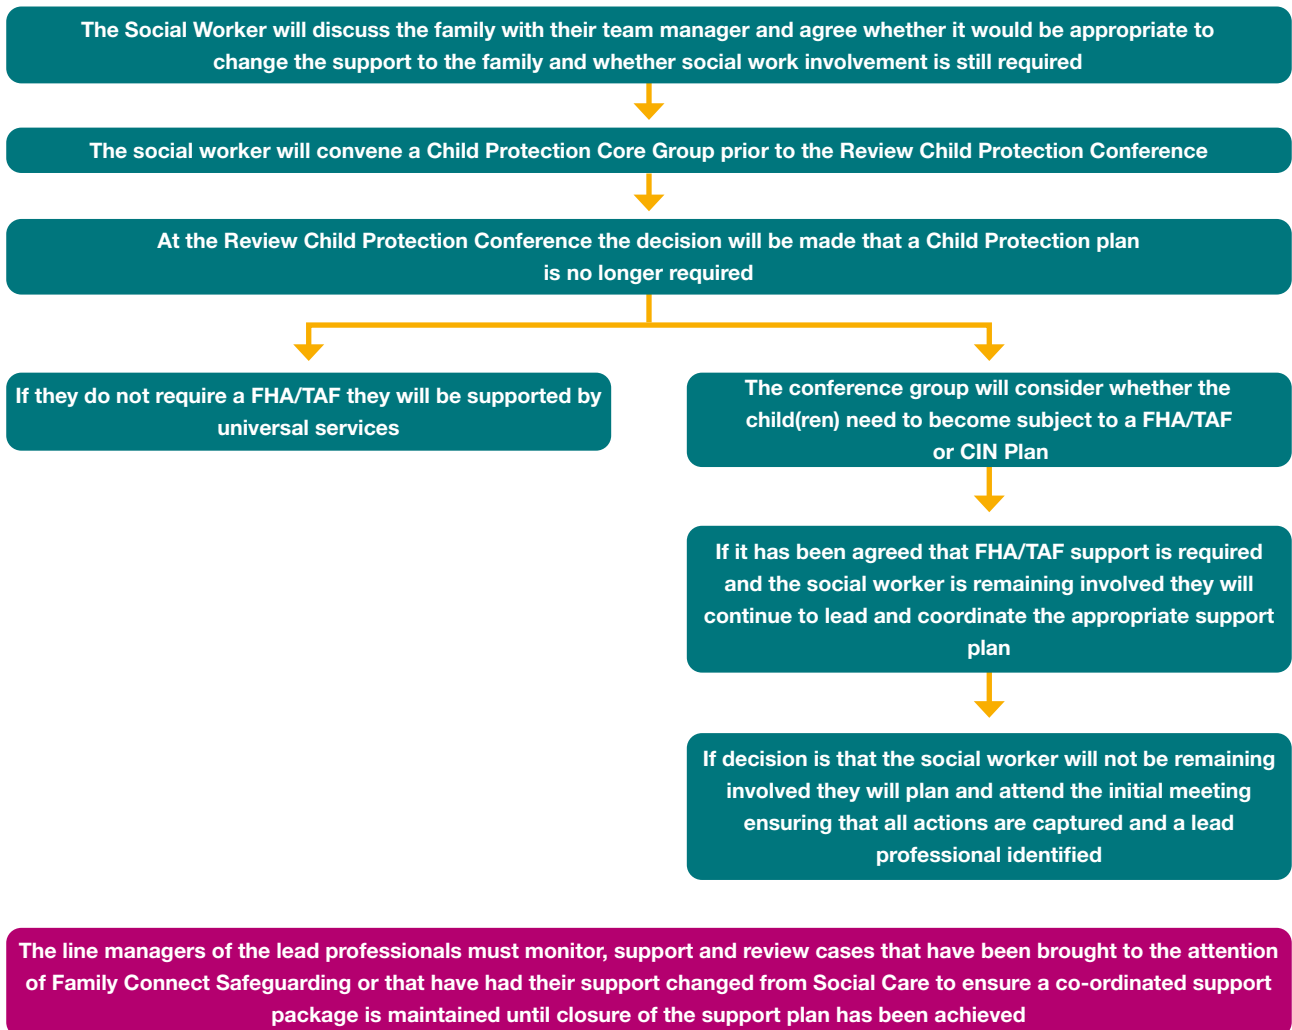 The Social Worker will discuss the family with their team manager and agree whether it would be appropriate to
change the support to the family and whether social work involvement is still required
The social worker will convene a Child Protection Core Group prior to the Review Child Protection Conference
At the Review Child Protection Conference the decision will be made that a Child Protection plan
is no longer required
If they do not require a FHA/TAF they will be supported by
universal services
The conference group will consider whether the
child(ren) need to become subject to a FHA/TAF
or CIN Plan
If it has been agreed that FHA/TAF support is required
and the social worker is remaining involved they will
continue to lead and coordinate the appropriate support
plan
If decision is that the social worker will not be remaining
involved they will plan and attend the initial meeting
ensuring that all actions are captured and a lead
professional identified
The line managers of the lead professionals must monitor, support and review cases that have been brought to the attention
of Family Connect Safeguarding or that have had their support changed from Social Care to ensure a co-ordinated support
package is maintained until closure of the support plan has been achieved